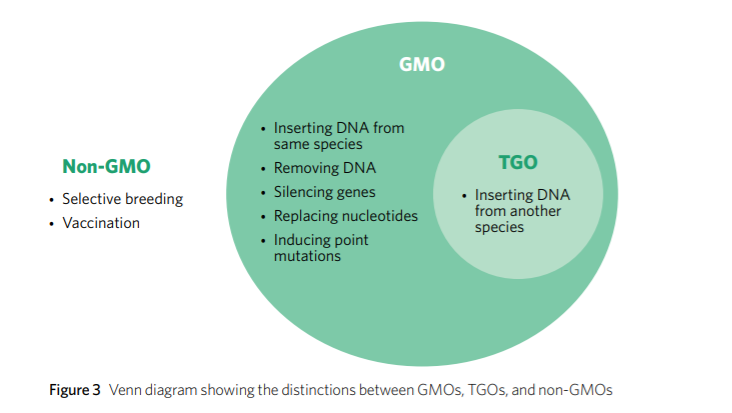 GMO
Non-GMO
• Selective breeding
• Vaccination
• Inserting DNA from
same species
• Removing DNA
• Silencing genes
• Replacing nucleotides
• Inducing point
mutations
TGO
• Inserting DNA
from another
species
Figure 3 Venn diagram showing the distinctions between GMOs, TGOs, and non-GMOs